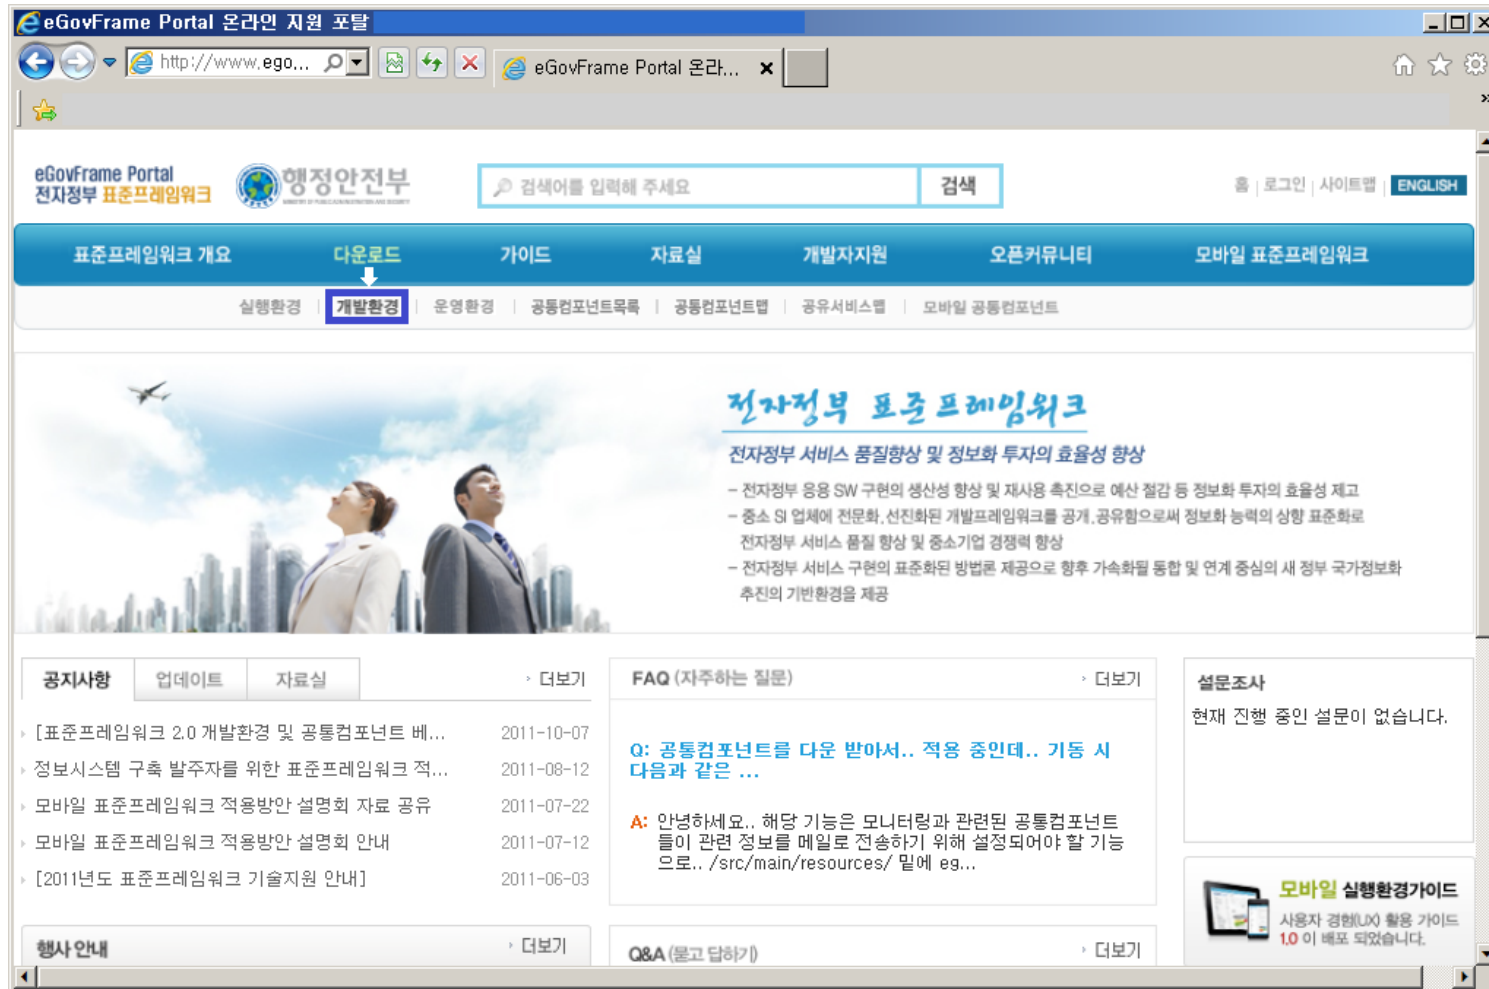 eGovFrame Portal 온라인 지원 포탈
http://www.ego...
eGovFrame Portal 온라...
eGovFrame Portal
전자정부 표준프레임워크
행정안전부
MINISTRY OF PUBLIC ADMINISTRATION AND SECURITY
검색어를 입력해 주세요
검색
홈 | 로그인 | 사이트맵 | ENGLISH
표준프레임워크 개요 다운로드 가이드 자료실 개발자지원 오픈커뮤니티 모바일 표준프레임워크
실행환경 | 개발환경 | 운영환경 | 공통컴포넌트목록 | 공통컴포넌트맵 | 공유서비스맵 | 모바일 공통컴포넌트
전자정부 표준프레임워크
전자정부 서비스 품질향상 및 정보화 투자의 효율성 향상
- 전자정부 응용 SW 구현의 생산성 향상 및 재사용 촉진으로 예산 절감 등 정보화 투자의 효율성 제고
- 중소 SI 업체에 전문화,선진화된 개발프레임워크를 공개,공유함으로써 정보화 능력의 상향 표준화로
전자정부 서비스 품질 향상 및 중소기업 경쟁력 향상
- 전자정부 서비스 구현의 표준화된 방법론 제공으로 향후 가속화될 통합 및 연계 중심의 새 정부 국가정보화
추진의 기반환경을 제공
공지사항 업데이트 자료실 더보기
[표준프레임워크 2.0 개발환경 및 공통컴포넌트 베... 2011-10-07
정보시스템 구축 발주자를 위한 표준프레임워크 적... 2011-08-12
모바일 표준프레임워크 적용방안 설명회 자료 공유 2011-07-22
모바일 표준프레임워크 적용방안 설명회 안내 2011-07-12
[2011년도 표준프레임워크 기술지원 안내] 2011-06-03
행사 안내 더보기
FAQ (자주하는 질문) 더보기
Q: 공통컴포넌트를 다운 받아서.. 적용 중인데.. 기동 시
다음과 같은 ...
A: 안녕하세요.. 해당 기능은 모니터링과 관련된 공통컴포넌트
들이 관련 정보를 메일로 전송하기 위해 설정되어야 할 기능
으로.. /src/main/resources/ 밑에 eg...
Q&A (묻고 답하기) 더보기
설문조사
현재 진행 중인 설문이 없습니다.
모바일 실행환경가이드
사용자 경험(UX) 활용 가이드
1.0 이 배포 되었습니다.